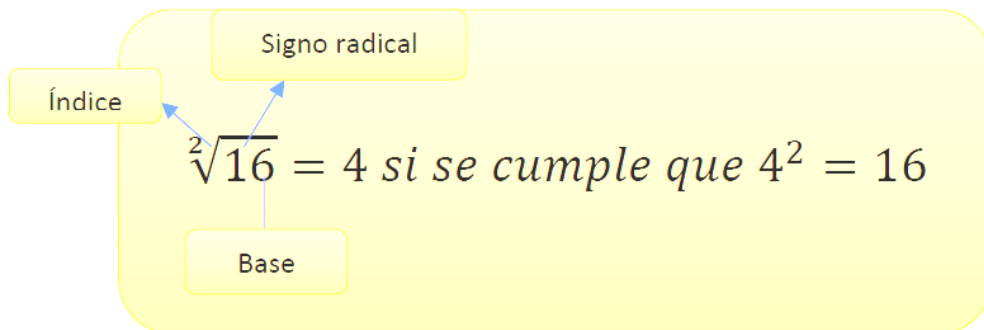 Signo radical
Índice
²√16 = 4 si se cumple que 4² = 16
Base